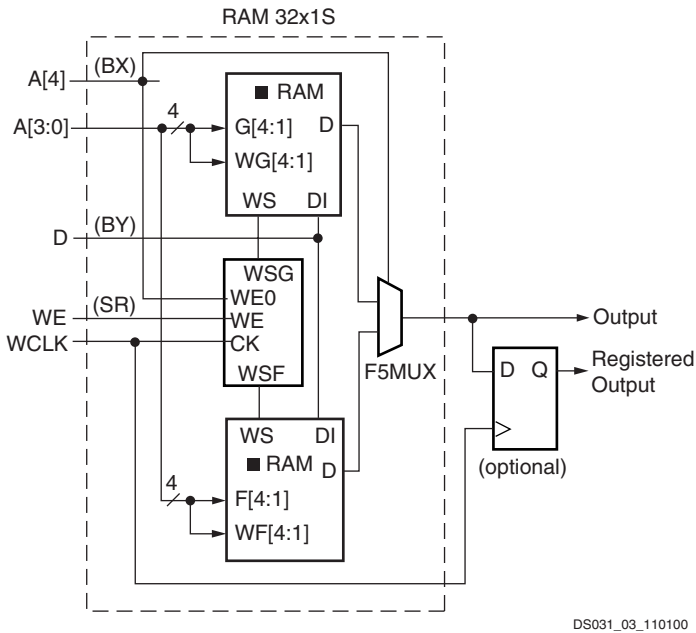 RAM 32x1S
A[4]
(BX)
A[3:0]
4
RAM
G[4:1]
D
WG[4:1]
WS
DI
D
(BY)
WSG
WE0
WE
(SR)
WE
WCLK
CK
WSF
F5MUX
Output
D
Q
Registered
Output
(optional)
WS
DI
RAM
D
4
F[4:1]
WF[4:1]
DS031_03_110100